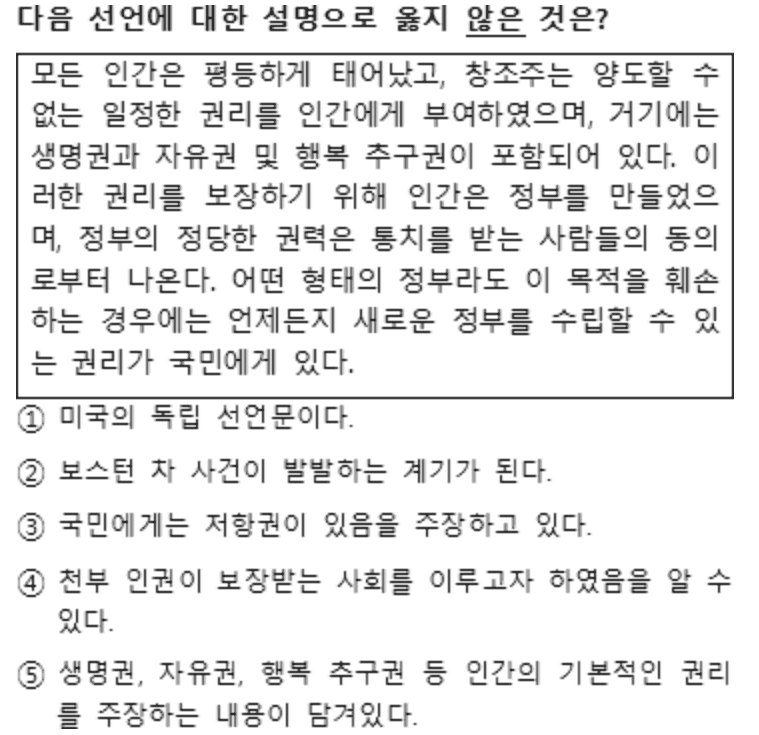 다음 선언에 대한 설명으로 옳지 않은 것은?
모든 인간은 평등하게 태어났고, 창조주는 양도할 수
없는 일정한 권리를 인간에게 부여하였으며, 거기에는
생명권과 자유권 및 행복 추구권이 포함되어 있다. 이
러한 권리를 보장하기 위해 인간은 정부를 만들었으
며, 정부의 정당한 권력은 통치를 받는 사람들의 동의
로부터 나온다. 어떤 형태의 정부라도 이 목적을 훼손
하는 경우에는 언제든지 새로운 정부를 수립할 수 있
는 권리가 국민에게 있다.
① 미국의 독립 선언문이다.
② 보스턴 차 사건이 발발하는 계기가 된다.
③ 국민에게는 저항권이 있음을 주장하고 있다.
④ 천부 인권이 보장받는 사회를 이루고자 하였음을 알 수
있다.
⑤ 생명권, 자유권, 행복 추구권 등 인간의 기본적인 권리
를 주장하는 내용이 담겨있다.